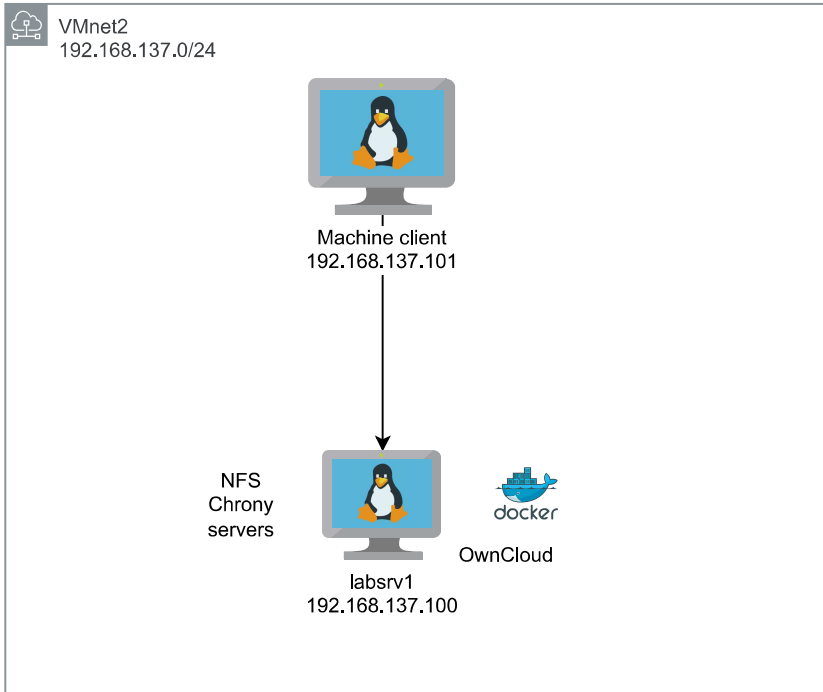 VMnet2
192.168.137.0/24
Machine client
192.168.137.101
NFS
Chrony
servers
docker
OwnCloud
labsrv1
192.168.137.100